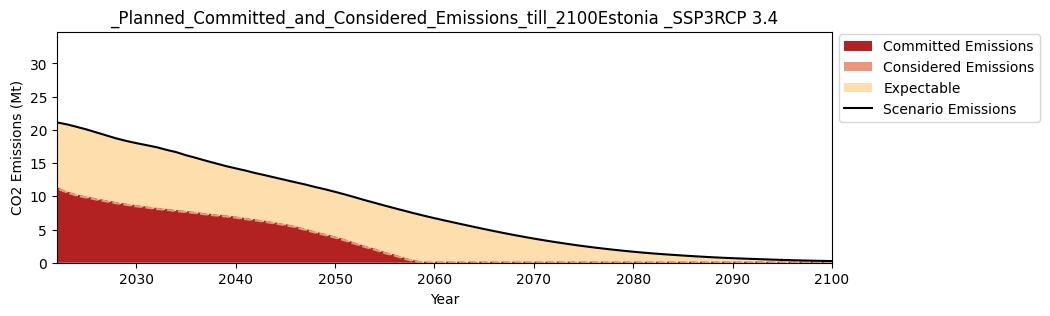 _Planned_Committed_and_Considered_Emissions_till_2100Estonia _SSP3RCP 3.4
Committed Emissions
Considered Emissions
Expectable
Scenario Emissions
CO2 Emissions (Mt)
30
25
20
15
10
5
0
2030 2040 2050 2060 2070 2080 2090 2100
Year